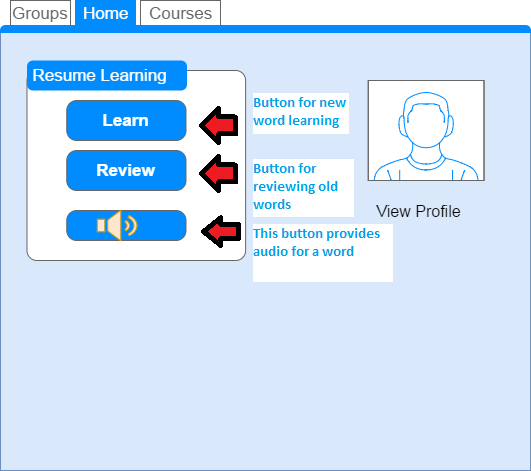 Groups
Home
Courses
Resume Learning
Learn
Button for new
word learning
Review
Button for
reviewing old
words
This button provides
audio for a word
View Profile